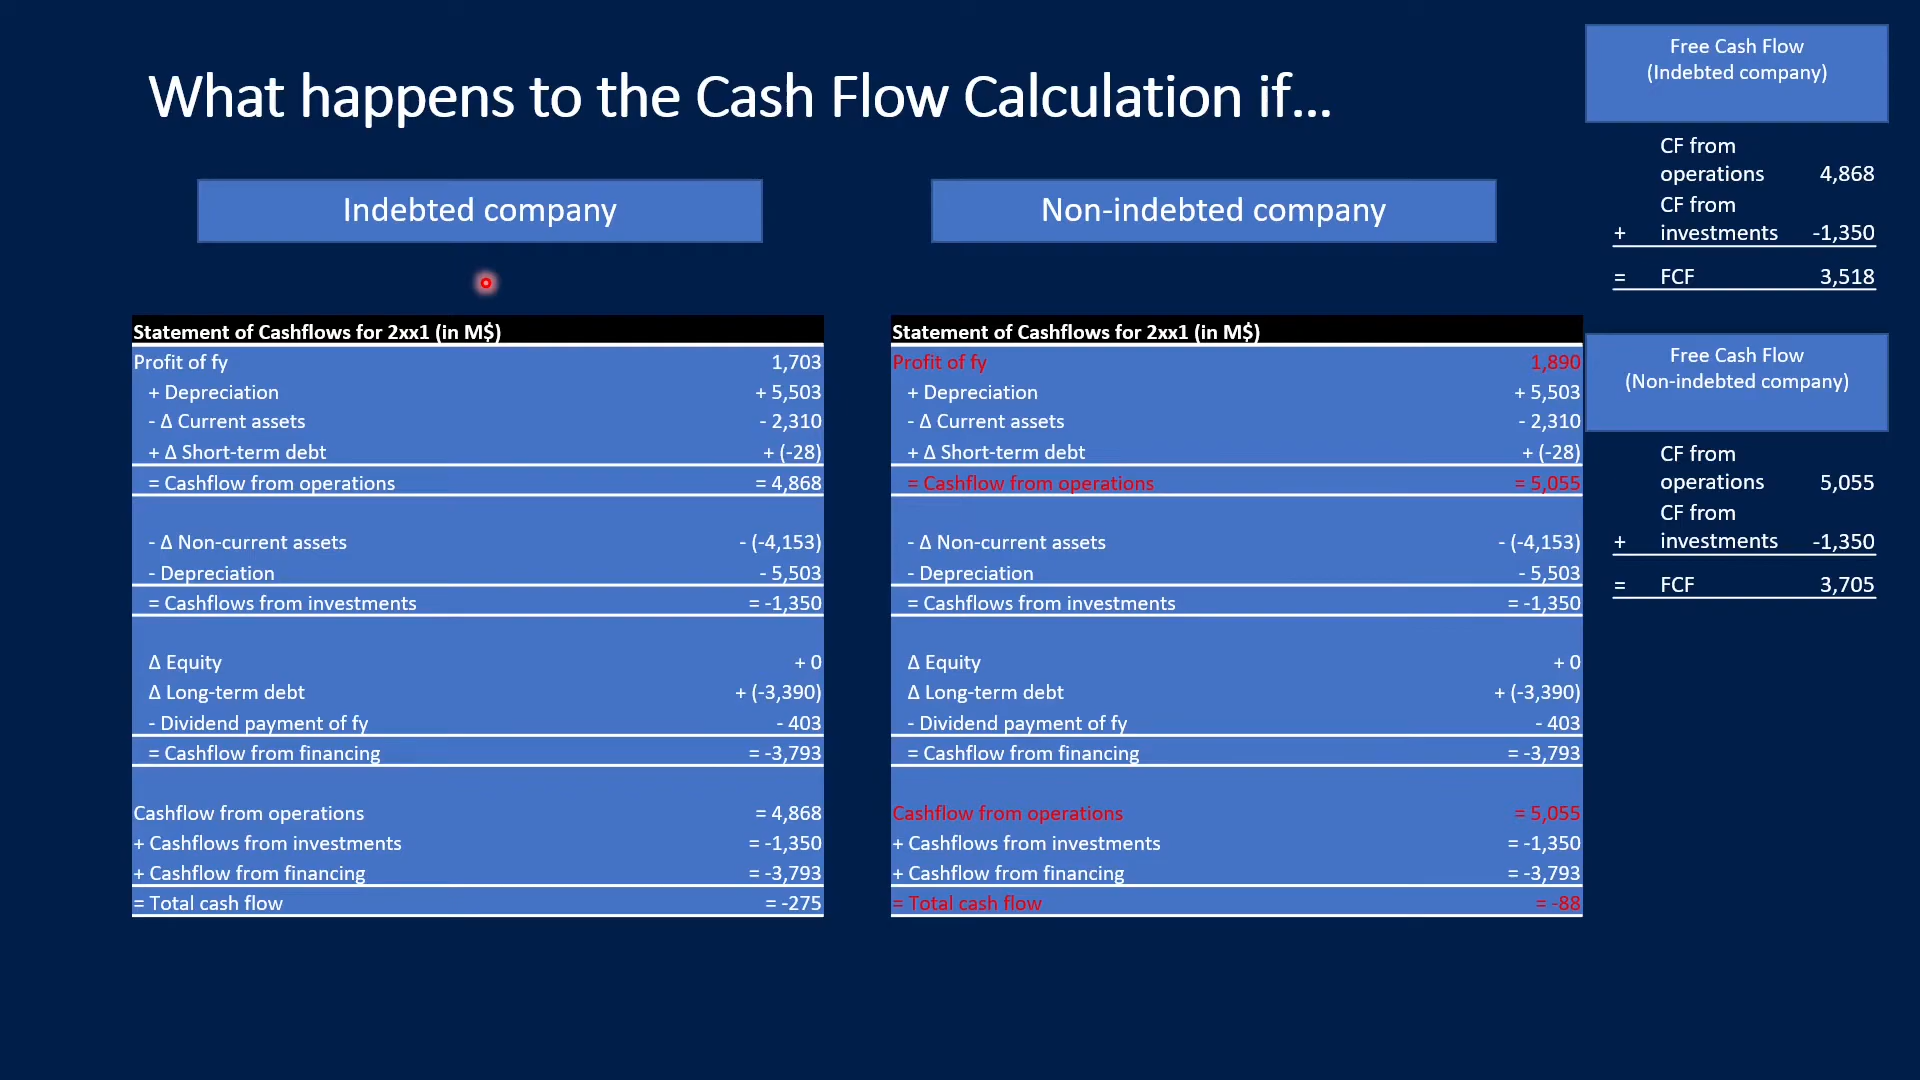 What happens to the Cash Flow Calculation if...
Indebted company
Statement of Cashflows for 2xx1 (in M$)
Profit of fy 1,703
+ Depreciation + 5,503
- Δ Current assets - 2,310
+ Δ Short-term debt + (-28)
= Cashflow from operations = 4,868
- Δ Non-current assets - (-4,153)
- Depreciation - 5,503
= Cashflows from investments = -1,350
Δ Equity + 0
Δ Long-term debt + (-3,390)
- Dividend payment of fy - 403
= Cashflow from financing = -3,793
Cashflow from operations = 4,868
+ Cashflows from investments = -1,350
+ Cashflow from financing = -3,793
= Total cash flow = -275
Non-indebted company
Statement of Cashflows for 2xx1 (in M$)
Profit of fy 1,890
+ Depreciation + 5,503
- Δ Current assets - 2,310
+ Δ Short-term debt + (-28)
= Cashflow from operations = 5,055
- Δ Non-current assets - (-4,153)
- Depreciation - 5,503
= Cashflows from investments = -1,350
Δ Equity + 0
Δ Long-term debt + (-3,390)
- Dividend payment of fy - 403
= Cashflow from financing = -3,793
Cashflow from operations = 5,055
+ Cashflows from investments = -1,350
+ Cashflow from financing = -3,793
= Total cash flow = -88
Free Cash Flow
(Indebted company)
CF from
operations 4,868
CF from
+ investments -1,350
= FCF 3,518
Free Cash Flow
(Non-indebted company)
CF from
operations 5,055
CF from
+ investments -1,350
= FCF 3,705